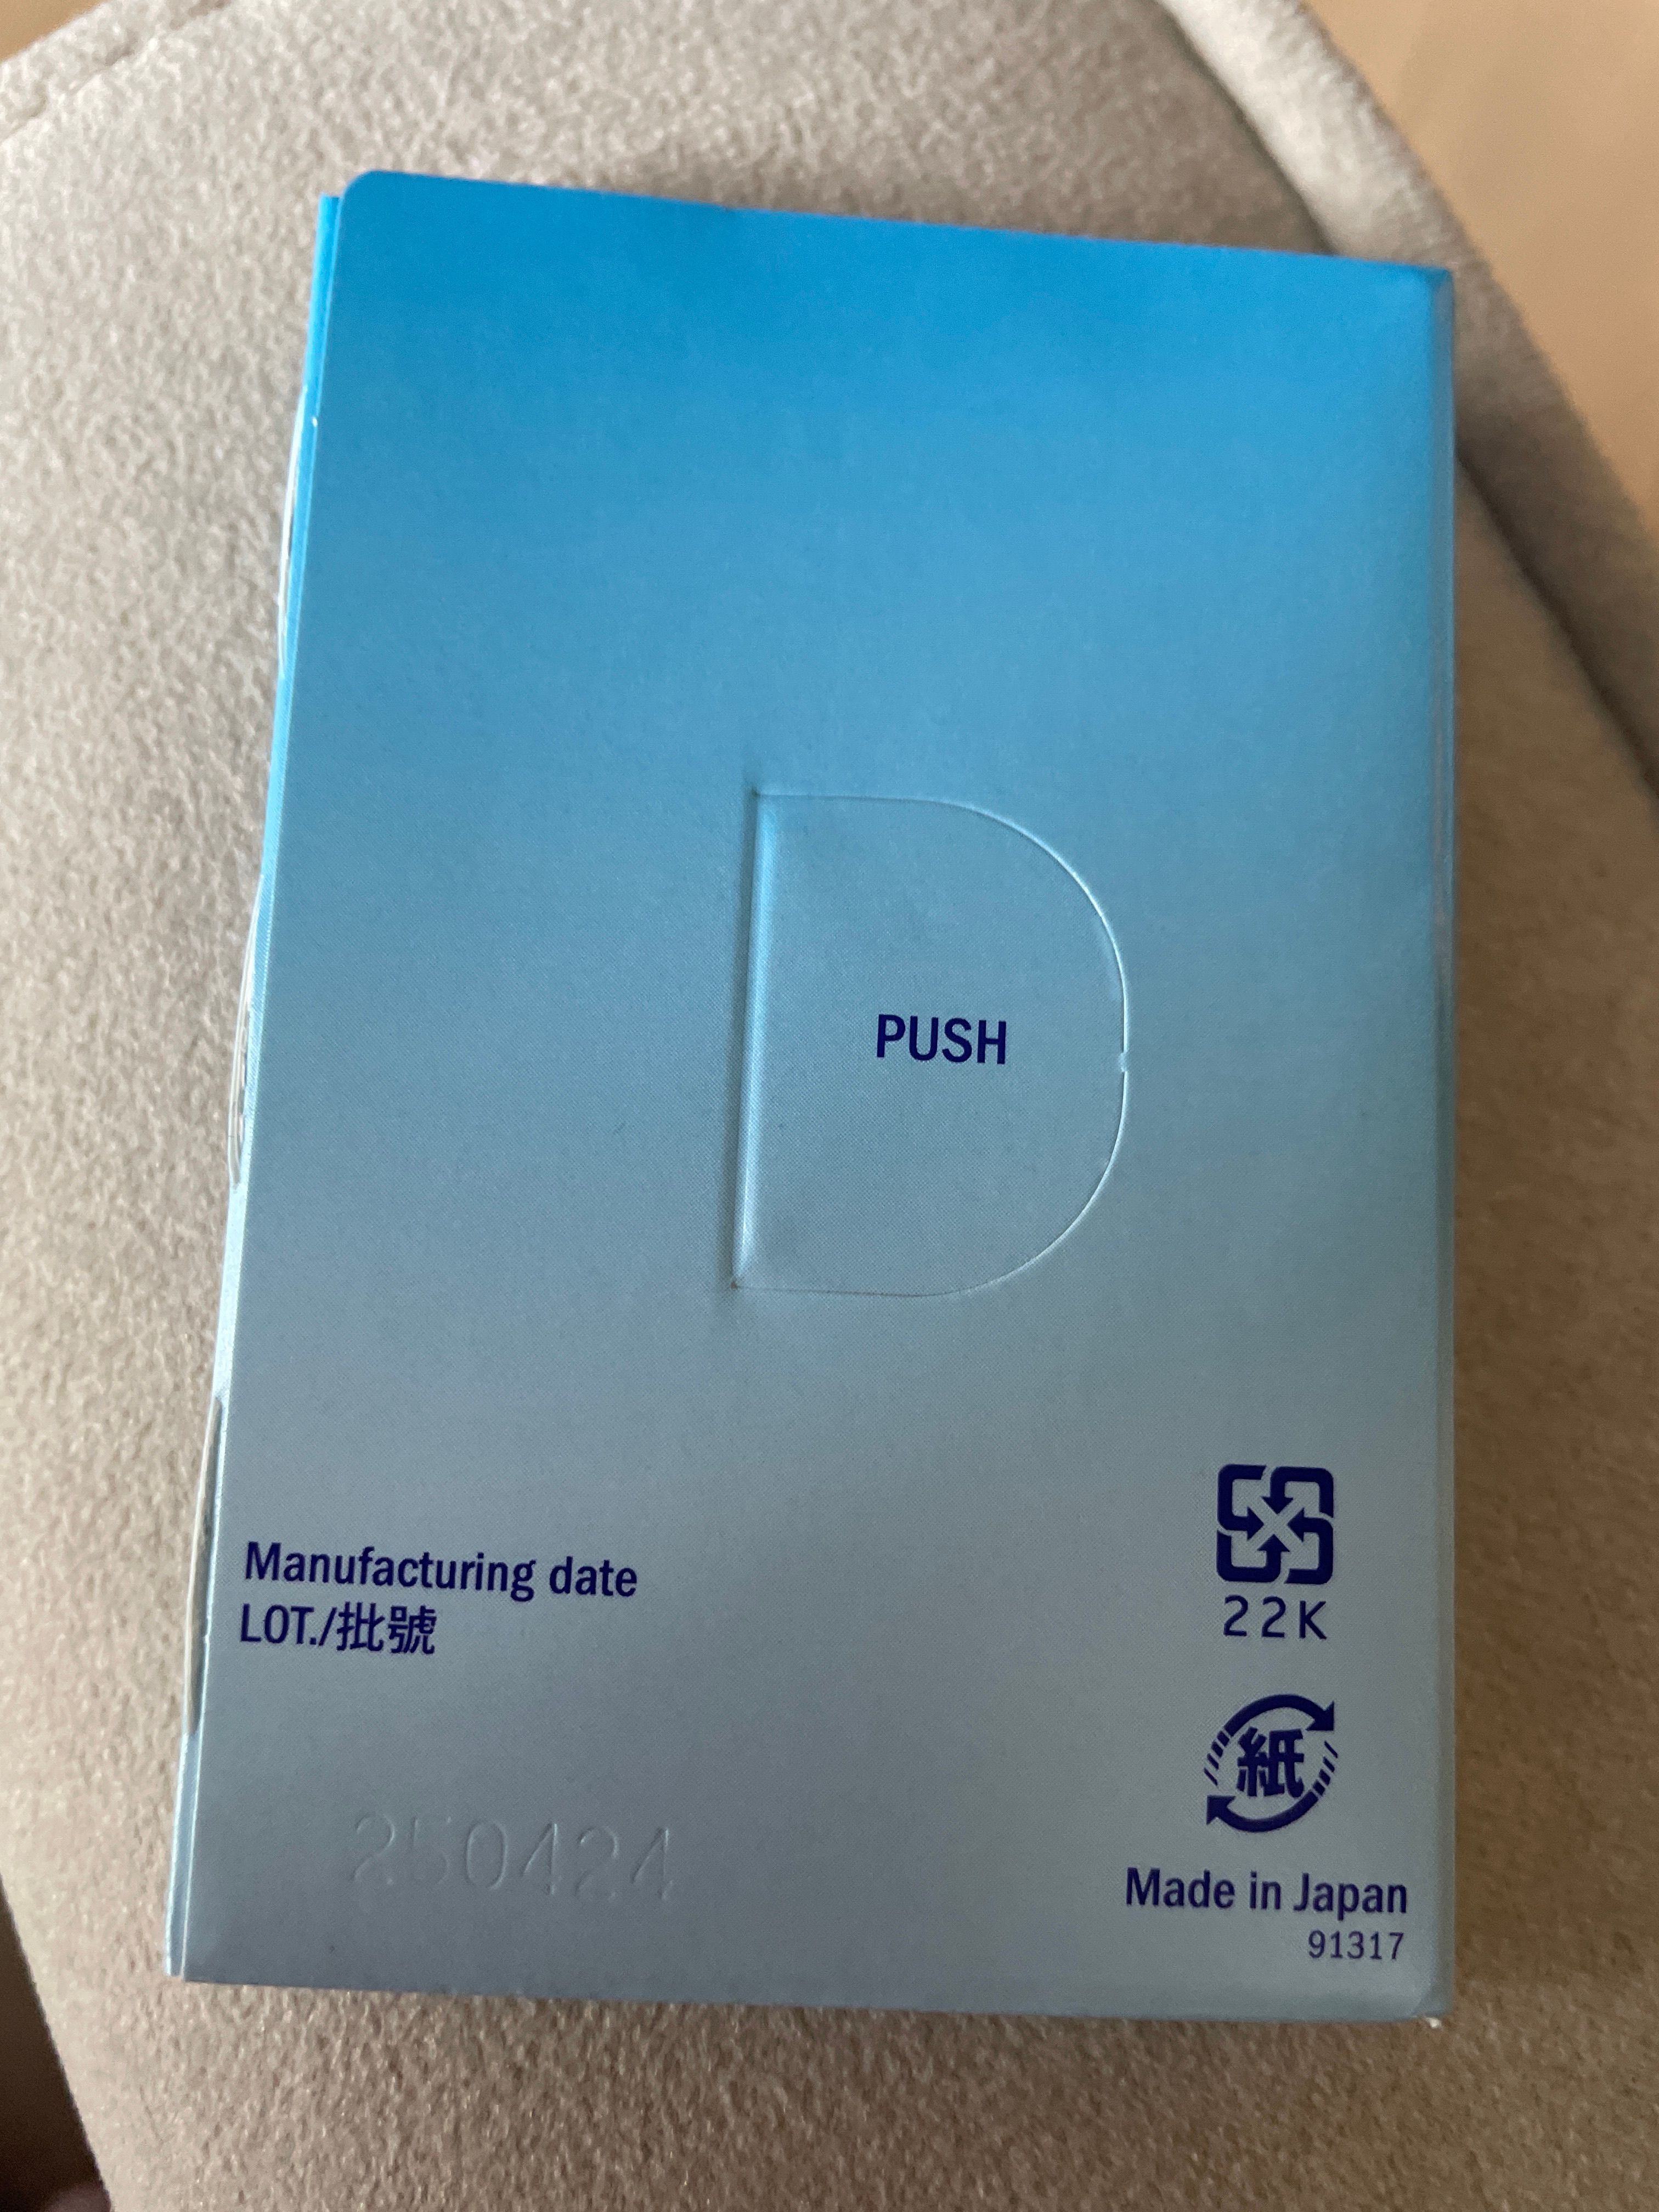 PUSH
Manufacturing date
LOT./批號
250424
22K
紙
Made in Japan
91317